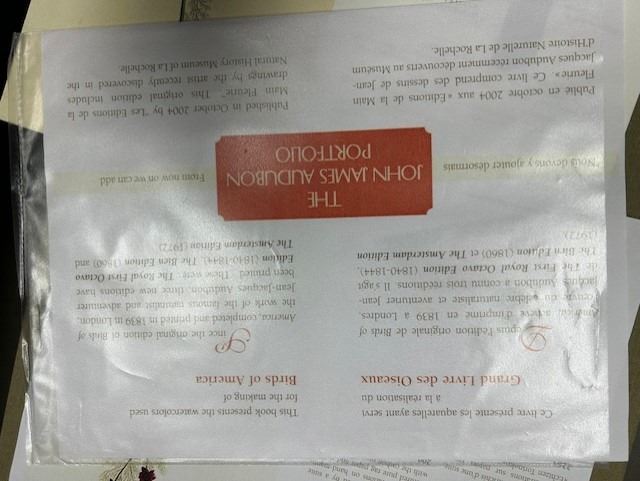 Ce livre présente les aquarelles ayant servi
à la réalisation du
Grand Livre des Oiseaux
Depuis l'édition originale de Birds of
America, achevé d'imprimer en 1839 à Londres,
l'œuvre du célèbre naturaliste et aventurier Jean-
Jacques Audubon a connu trois rééditions. Il s'agit
de The First Royal Octavo Edition (1840-1844),
The Bien Edition (1860) et The Amsterdam Edition
(1972).
This book presents the watercolors used
for the making of
Birds of America
Since the original edition of Birds of
America, completed and printed in 1839 in London,
the work of the famous naturalist and adventurer
Jean-Jacques Audubon, three new editions have
been printed. These were : The Royal First Octavo
Edition (1840-1844), The Bien Edition (1860) and
The Amsterdam Edition (1972)
Nous devons y ajouter désormais
THE
JOHN JAMES AUDUBON
PORTFOLIO
From now on we can add
Publié en octobre 2004 aux « Editions de la Main
Fleurie ». Ce livre comprend des dessins de Jean-
Jacques Audubon récemment découverts au Muséum
d'Histoire Naturelle de La Rochelle.
Published in October 2004 by "Les Editions de la
Main Fleurie". This original edition includes
drawings by the artist recently discovered in the
Natural History Museum of La Rochelle.